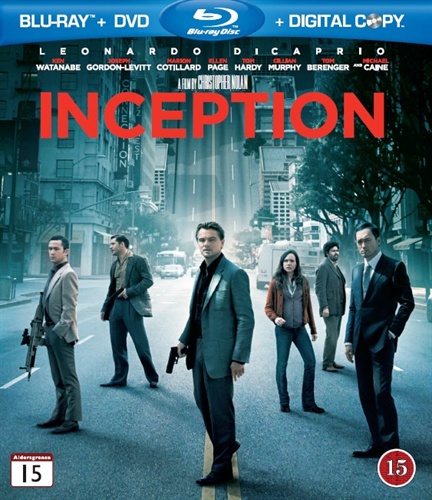 BLU-RAY + DVD Blu-ray Disc + DIGITAL COPY
LEONARDO DICAPRIO
KEN WATANABE JOSEPH GORDON-LEVITT MARION COTILLARD ELLEN PAGE TOM HARDY CILLIAN MURPHY TOM BERENGER AND MICHAEL CAINE
A FILM BY CHRISTOPHER NOLAN
INCEPTION
Aldersgrense
15
15